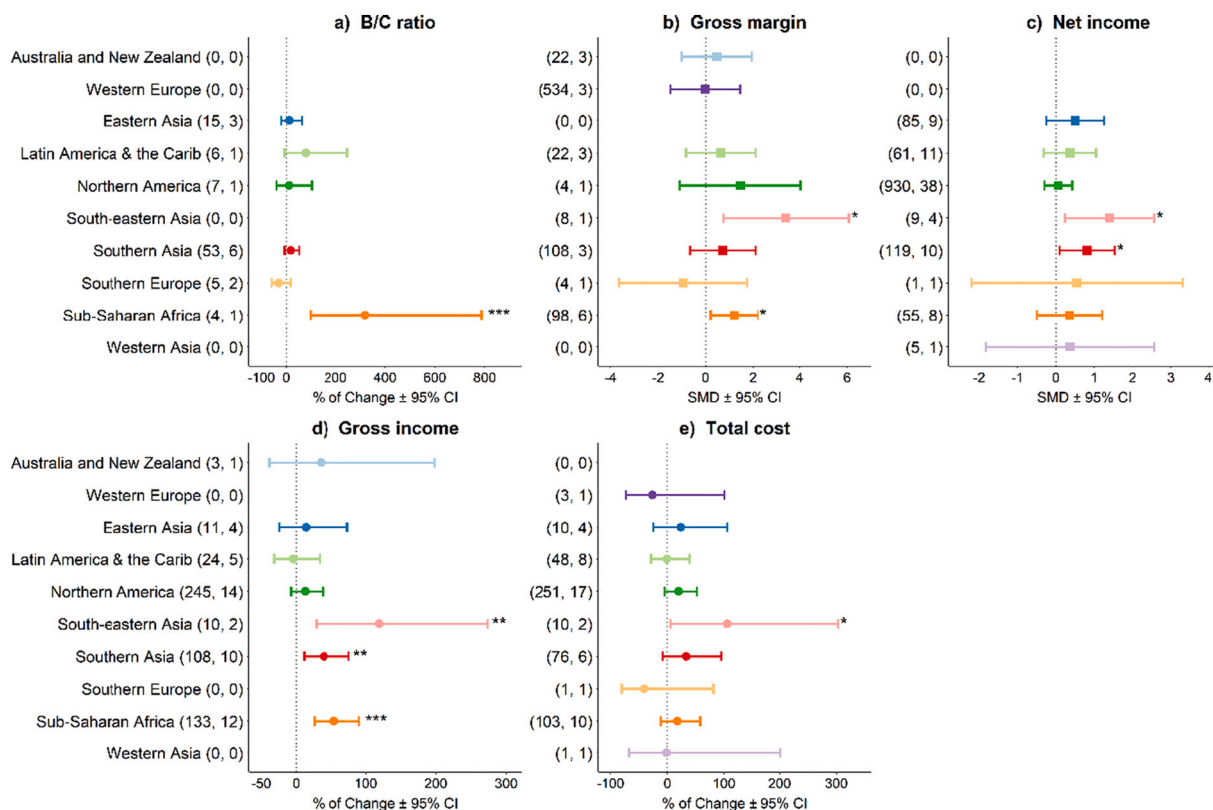 a) B/C ratio
b) Gross margin
c) Net income
Australia and New Zealand (0, 0)
(22, 3)
(0, 0)
Western Europe (0, 0)
(534, 3)
(0, 0)
Eastern Asia (15, 3)
(0, 0)
(85, 9)
Latin America & the Carib (6, 1)
(22, 3)
(61, 11)
Northern America (7, 1)
(4, 1)
(930, 38)
South-eastern Asia (0, 0)
(8, 1)
*
(9, 4)
*
Southern Asia (53, 6)
(108, 3)
(119, 10)
*
Southern Europe (5, 2)
(4, 1)
(1, 1)
Sub-Saharan Africa (4, 1)
***
(98, 6)
*
(55, 8)
Western Asia (0, 0)
(0, 0)
(5, 1)
-100 0 200 400 600 800
-4 -2 0 2 4 6
-2 -1 0 1 2 3 4
% of Change ± 95% CI
SMD ± 95% CI
SMD ± 95% CI
d) Gross income
e) Total cost
Australia and New Zealand (3, 1)
(0, 0)
Western Europe (0, 0)
(3, 1)
Eastern Asia (11, 4)
(10, 4)
Latin America & the Carib (24, 5)
(48, 8)
Northern America (245, 14)
(251, 17)
South-eastern Asia (10, 2)
**
(10, 2)
*
Southern Asia (108, 10)
**
(76, 6)
Southern Europe (0, 0)
(1, 1)
Sub-Saharan Africa (133, 12)
***
(103, 10)
Western Asia (0, 0)
(1, 1)
-50 0 100 200 300
-100 0 100 200 300
% of Change ± 95% CI
% of Change ± 95% CI